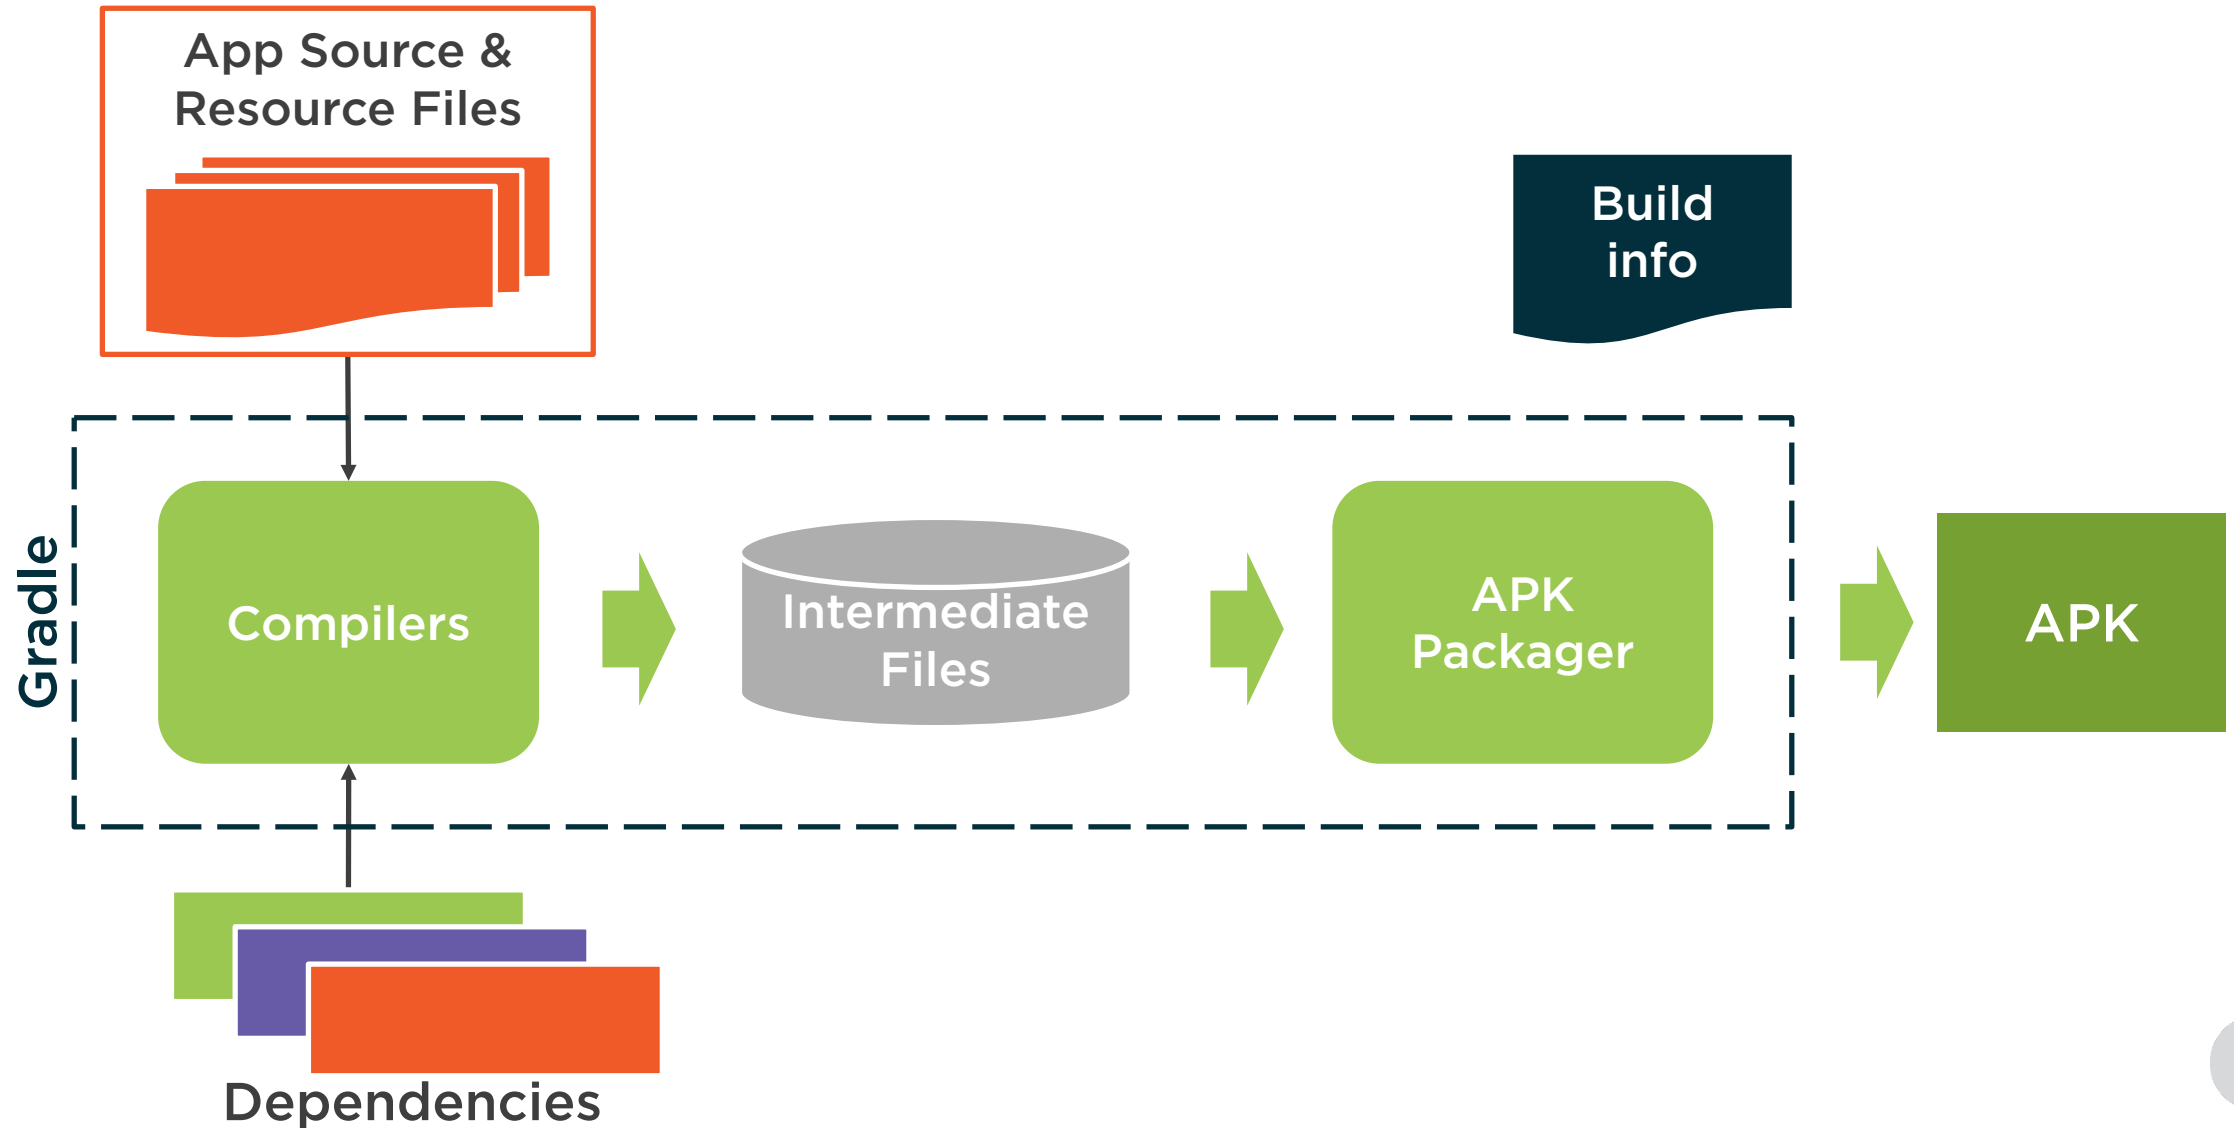 App Source &
Resource Files
Build
info
Gradle
Compilers
Intermediate
Files
APK
Packager
APK
Dependencies